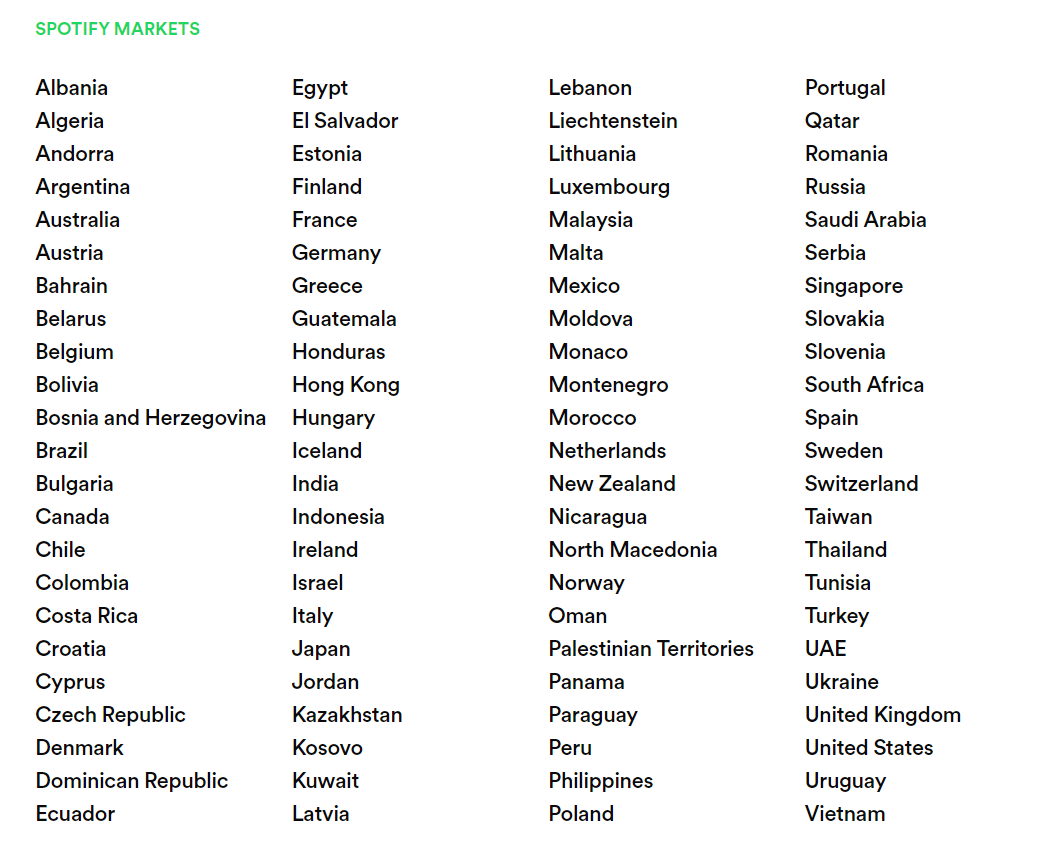 SPOTIFY MARKETS
Albania
Algeria
Andorra
Argentina
Australia
Austria
Bahrain
Belarus
Belgium
Bolivia
Bosnia and Herzegovina
Brazil
Bulgaria
Canada
Chile
Colombia
Costa Rica
Croatia
Cyprus
Czech Republic
Denmark
Dominican Republic
Ecuador
Egypt
El Salvador
Estonia
Finland
France
Germany
Greece
Guatemala
Honduras
Hong Kong
Hungary
Iceland
India
Indonesia
Ireland
Israel
Italy
Japan
Jordan
Kazakhstan
Kosovo
Kuwait
Latvia
Lebanon
Liechtenstein
Lithuania
Luxembourg
Malaysia
Malta
Mexico
Moldova
Monaco
Montenegro
Morocco
Netherlands
New Zealand
Nicaragua
North Macedonia
Norway
Oman
Palestinian Territories
Panama
Paraguay
Peru
Philippines
Poland
Portugal
Qatar
Romania
Russia
Saudi Arabia
Serbia
Singapore
Slovakia
Slovenia
South Africa
Spain
Sweden
Switzerland
Taiwan
Thailand
Tunisia
Turkey
UAE
Ukraine
United Kingdom
United States
Uruguay
Vietnam